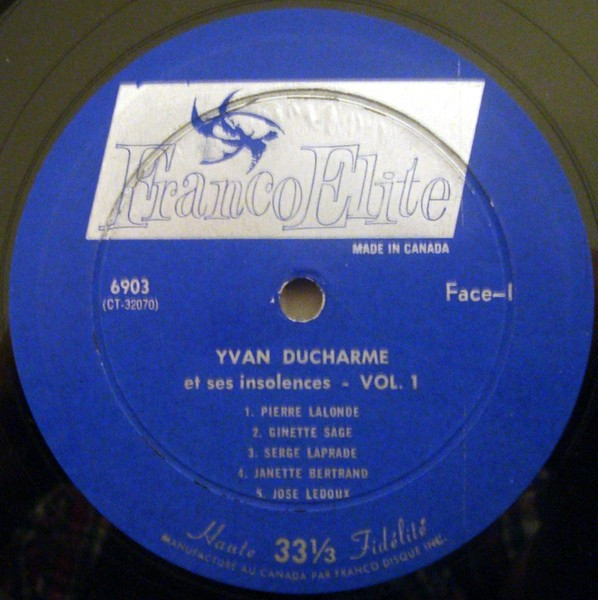 FrancoElite
MADE IN CANADA
6903
(CT-32070)
Face-I
YVAN DUCHARME
et ses insolences - VOL. 1
1. PIERRE LALONDE
2. GINETTE SAGE
3. SERGE LAPRADE
4. JANETTE BERTRAND
5. JOSE LEDOUX
Haute 33⅓ Fidélité
MANUFACTURÉ AU CANADA PAR FRANCO DISQUE INC.